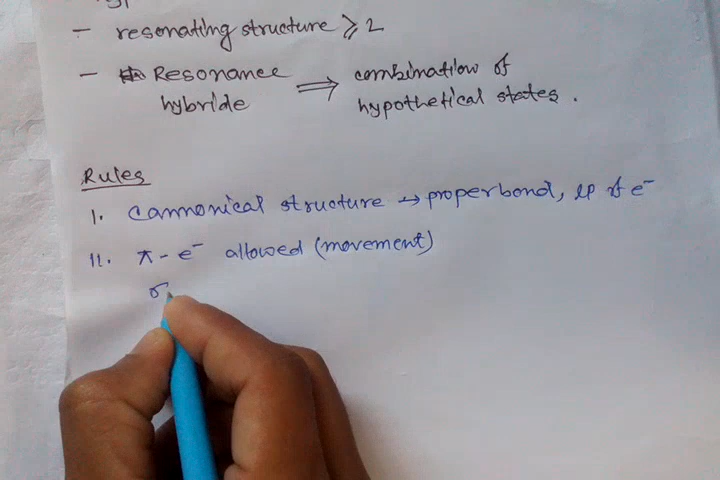 - resonating structure ⩾ 2
- Resonance ⟹ combination of
hybride hypothetical states.
Rules
I. Cannonical structure → proper bond, lp of e⁻
II. π - e⁻ allowed (movement)
σ